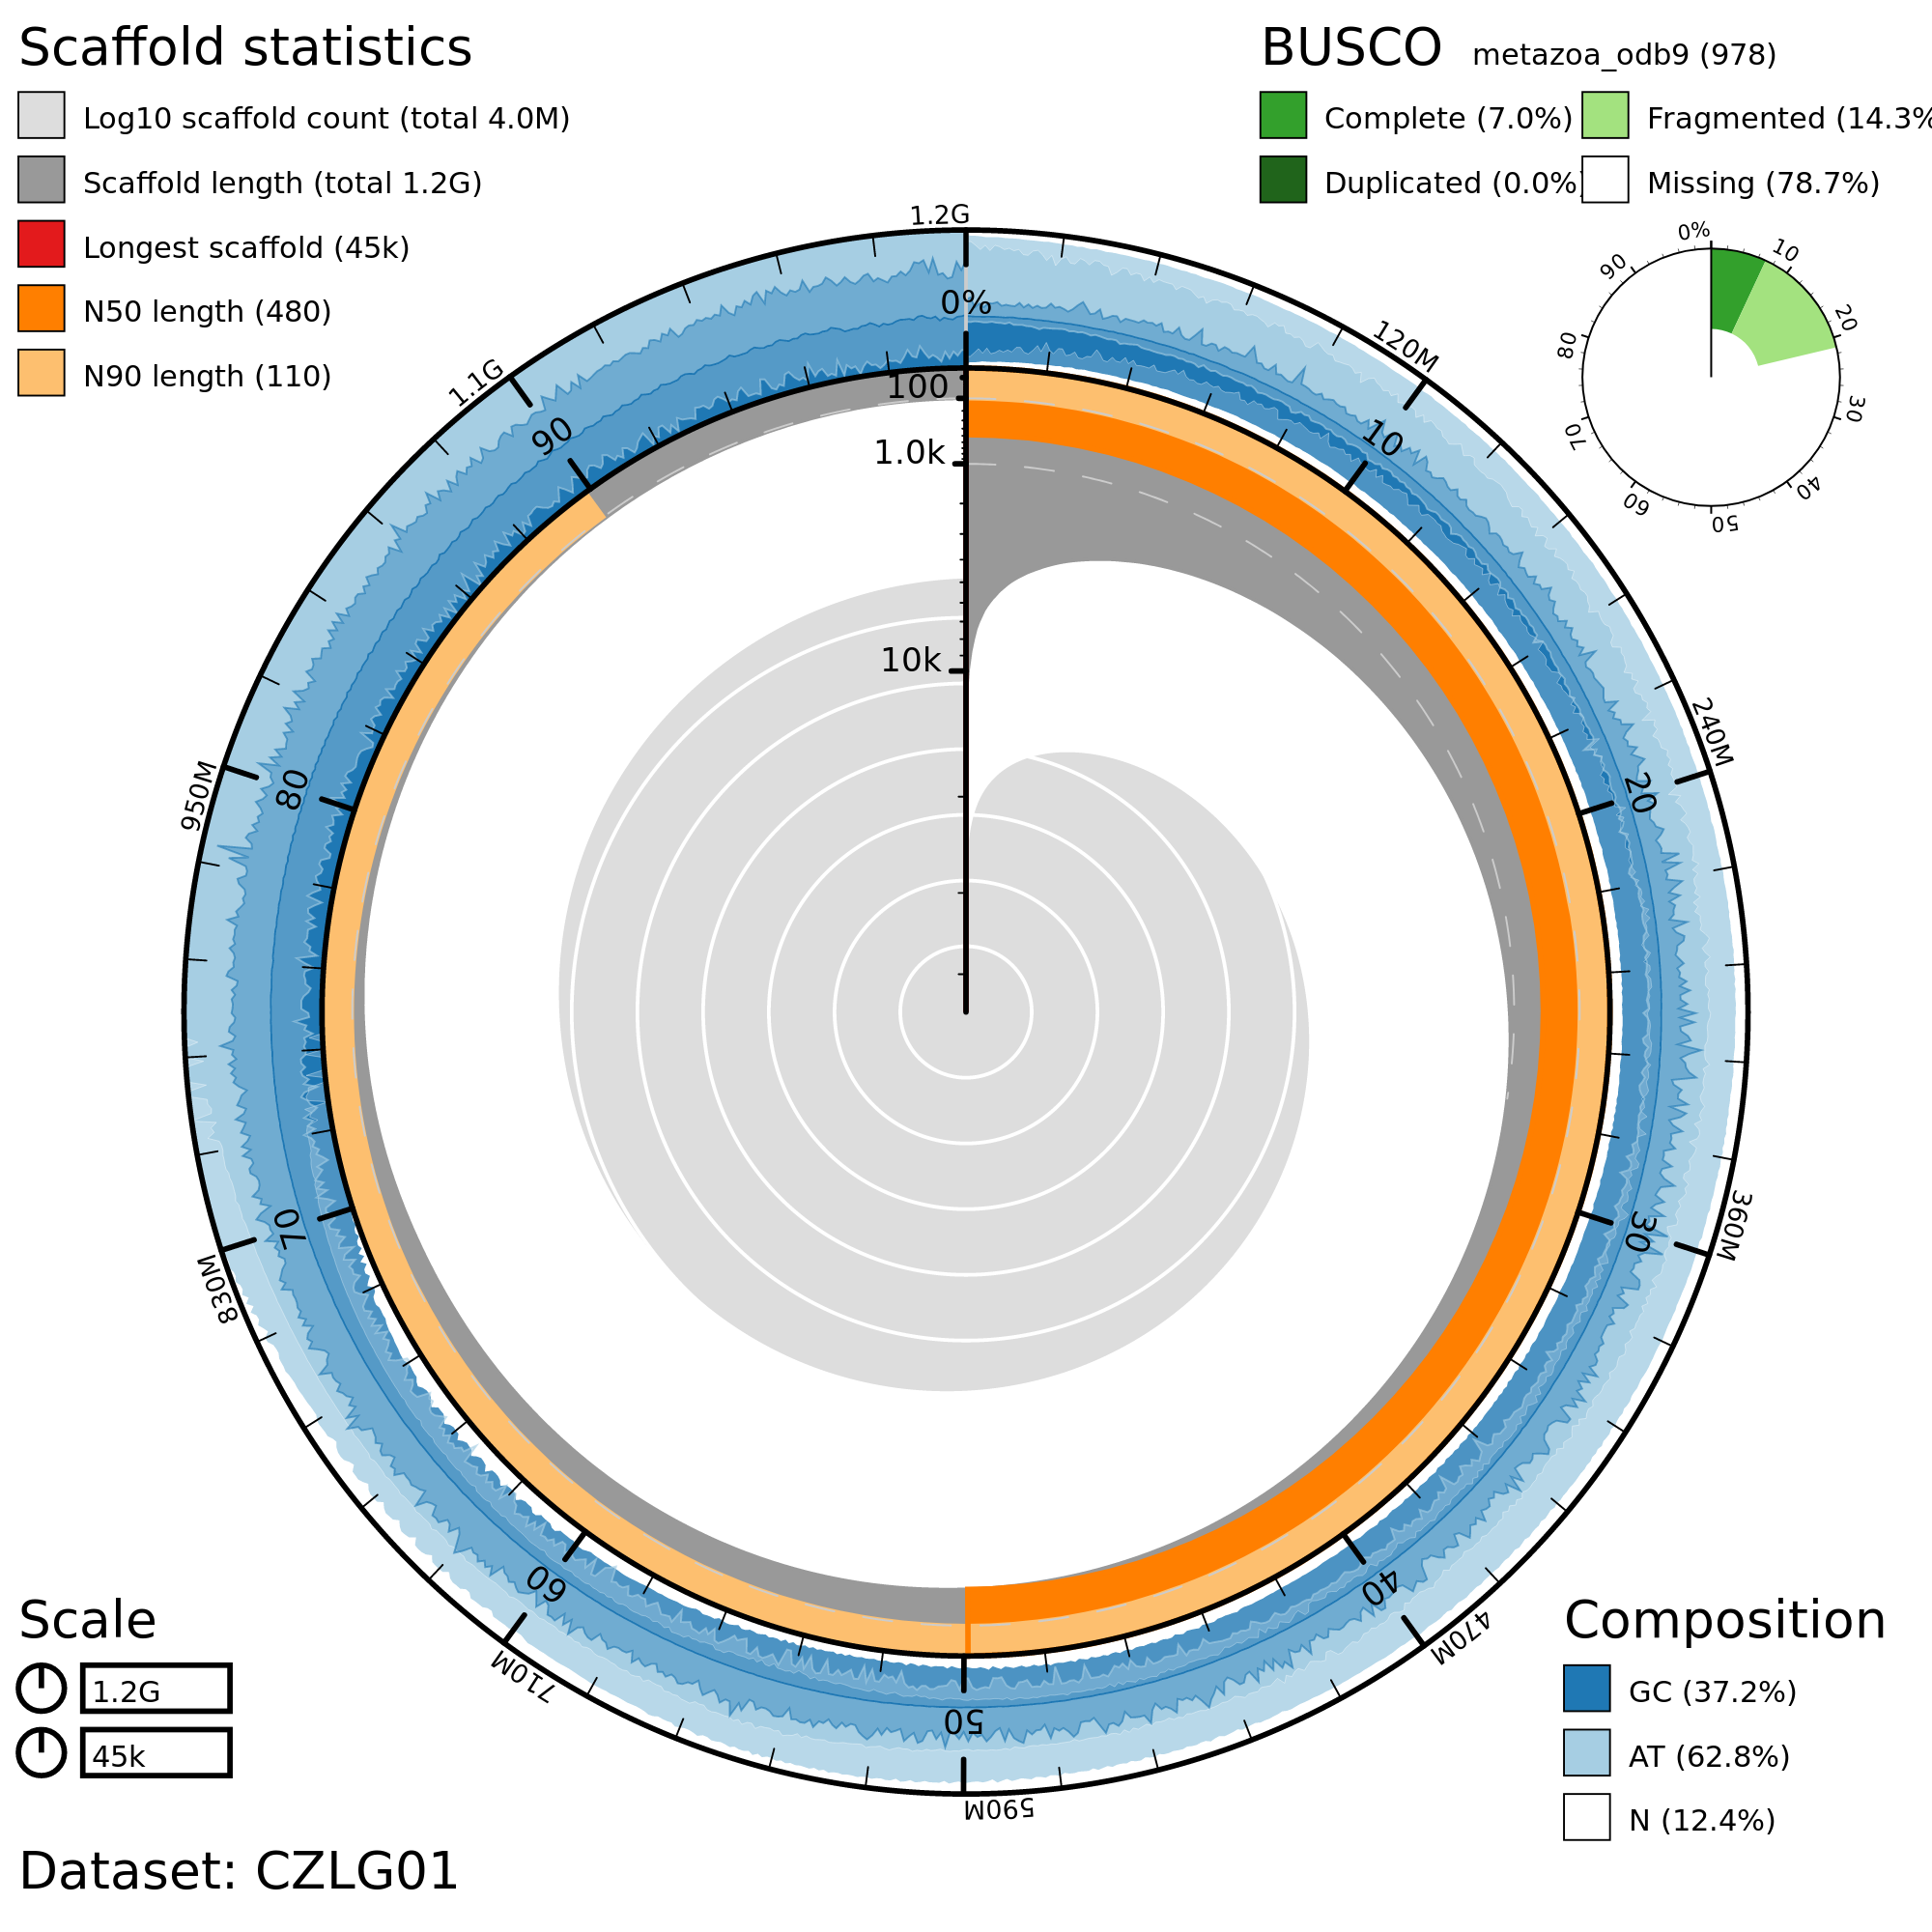 Scaffold statistics
Log10 scaffold count (total 4.0M)
Scaffold length (total 1.2G)
Longest scaffold (45k)
N50 length (480)
N90 length (110)
BUSCO metazoa_odb9 (978)
Complete (7.0%)
Fragmented (14.3%
Duplicated (0.0%)
Missing (78.7%)
0%
10
20
30
40
50
60
70
80
90
1.2G
120M
240M
360M
470M
590M
710M
830M
950M
1.1G
0%
10
20
30
40
50
60
70
80
90
100
1.0k
10k
Scale
1.2G
45k
Composition
GC (37.2%)
AT (62.8%)
N (12.4%)
Dataset: CZLG01